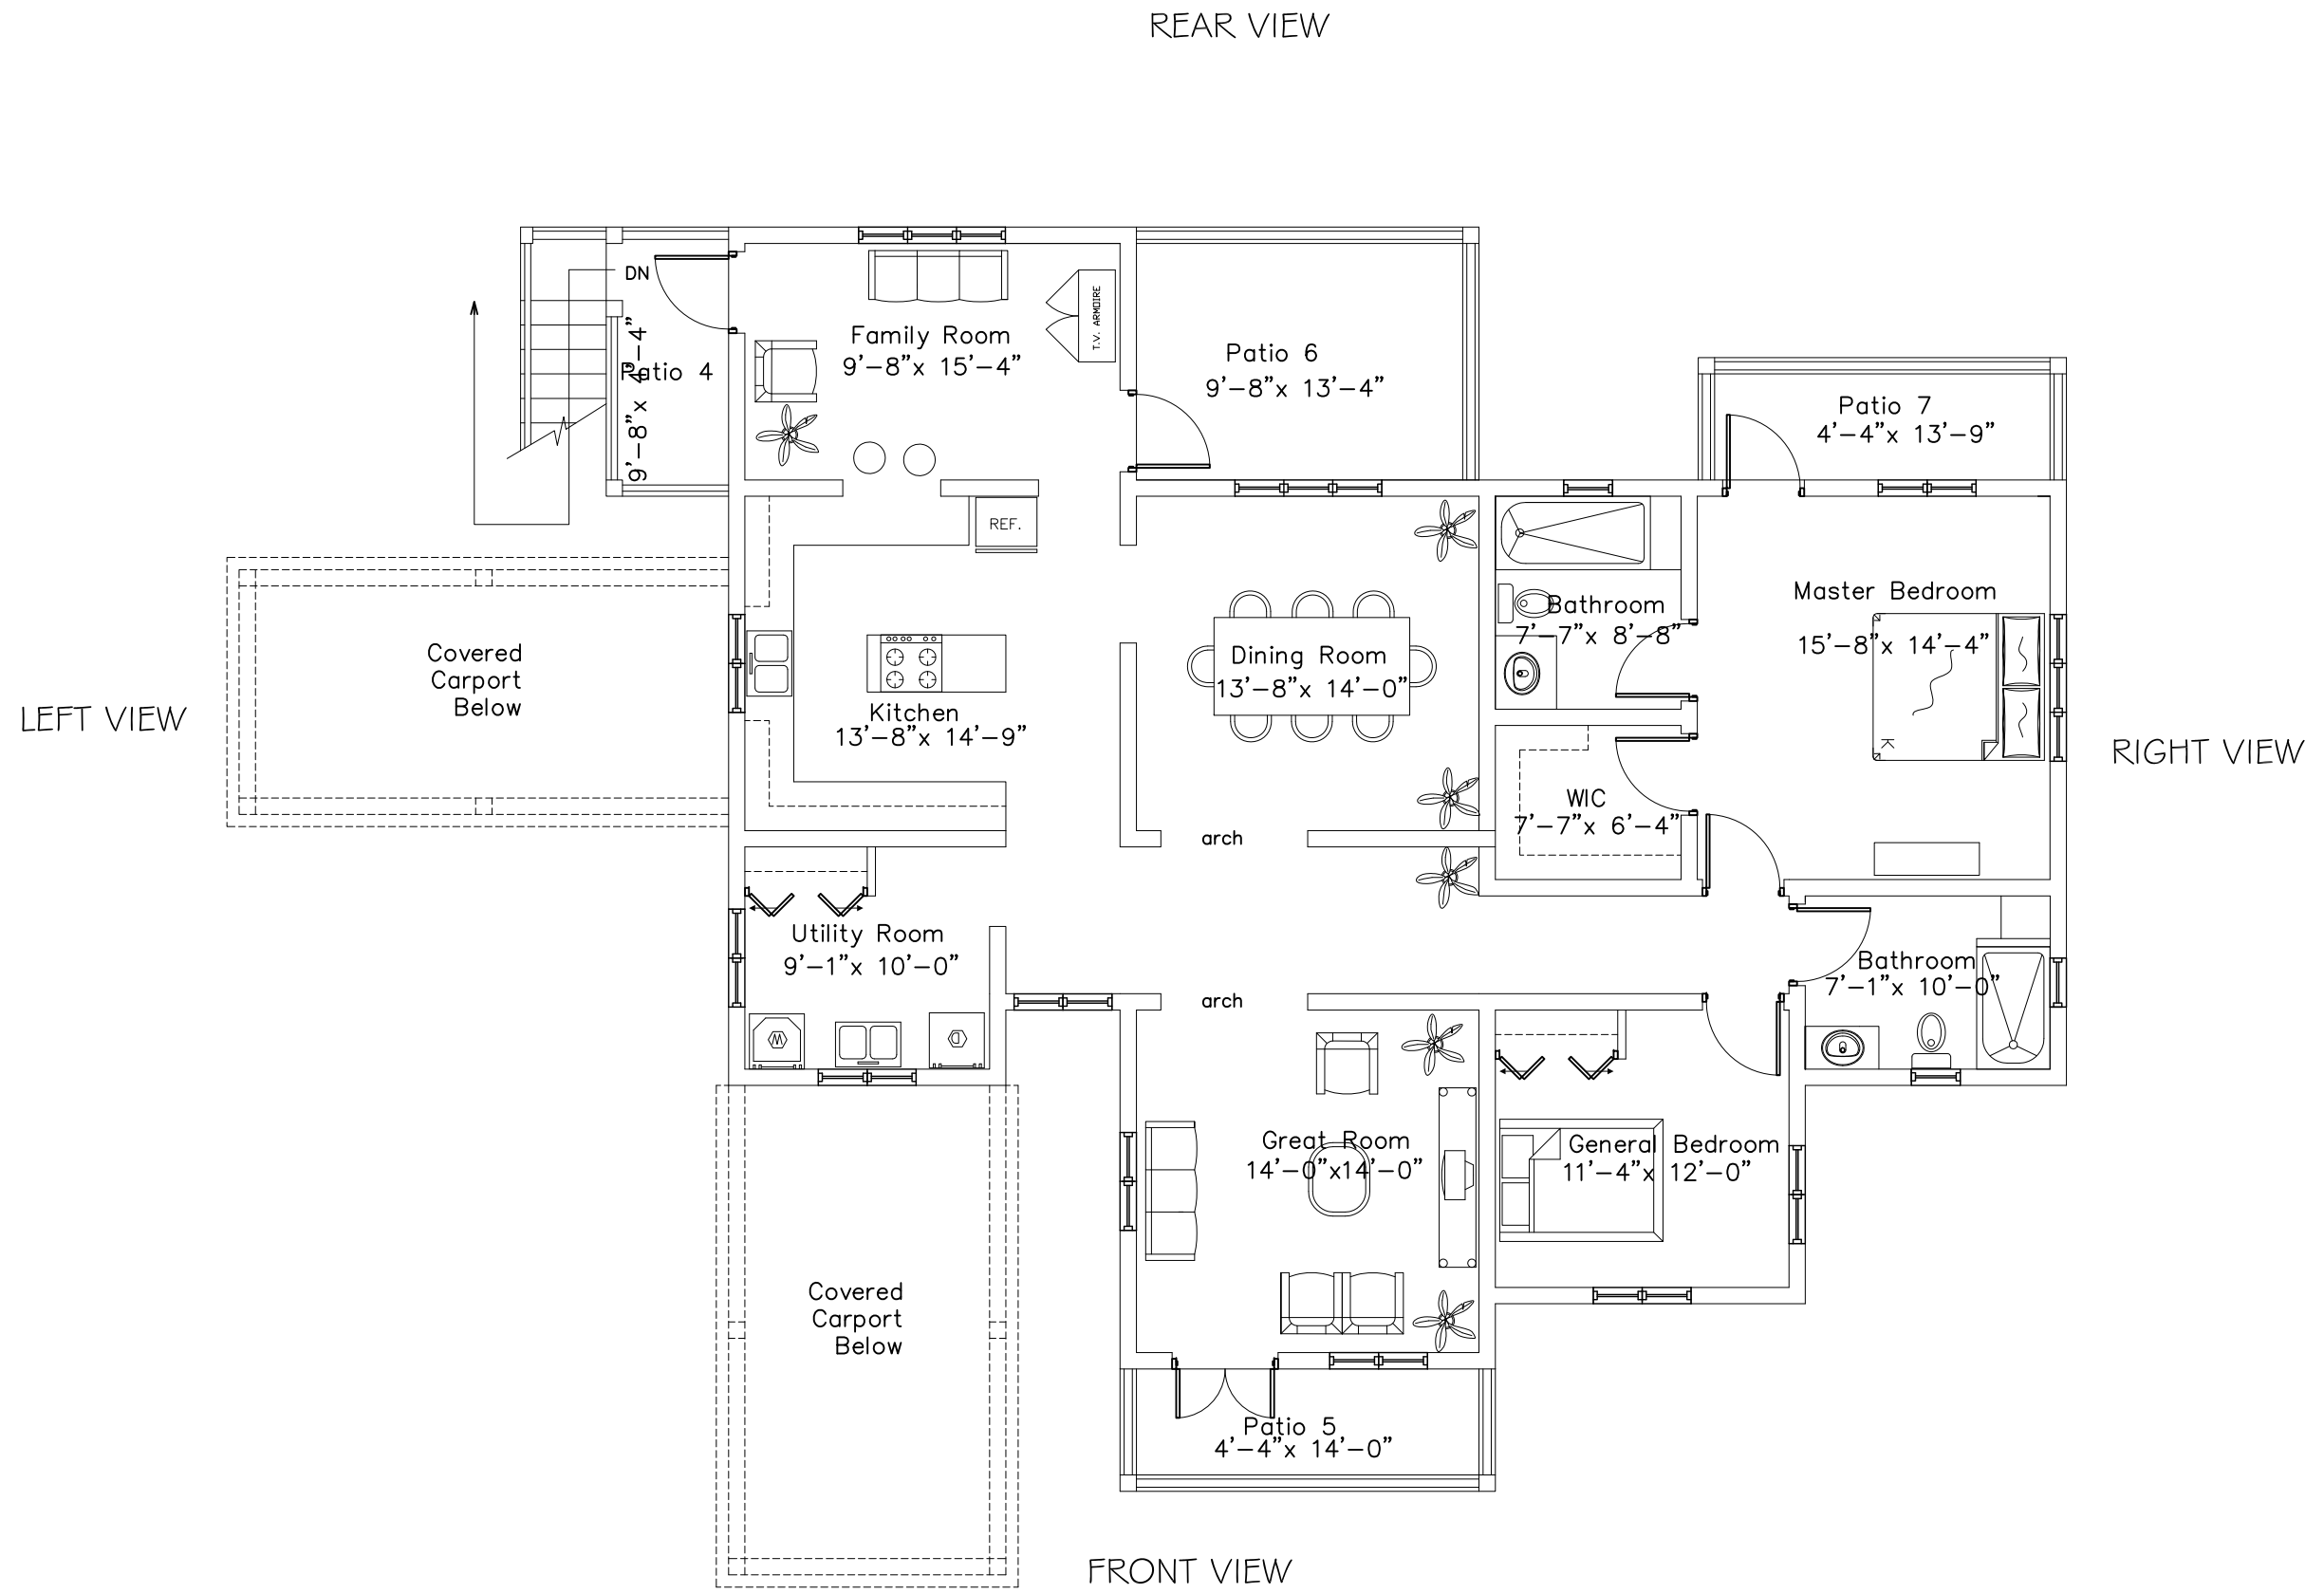 REAR VIEW
DN
Family Room
9'-8"x 15'-4"
T.V. ARMOIRE
Patio 6
9'-8"x 13'-4"
Patio 4
9'-8"x 4'-4"
Patio 7
4'-4"x 13'-9"
REF.
Master Bedroom
15'-8"x 14'-4"
K
Bathroom
7'-7"x 8'-8"
Dining Room
13'-8"x 14'-0"
Covered
Carport
Below
Kitchen
13'-8"x 14'-9"
LEFT VIEW
RIGHT VIEW
WIC
7'-7"x 6'-4"
arch
Utility Room
9'-1"x 10'-0"
Bathroom
7'-1"x 10'-0"
arch
W
D
Great Room
14'-0"x14'-0"
General Bedroom
11'-4"x 12'-0"
Covered
Carport
Below
Patio 5
4'-4"x 14'-0"
FRONT VIEW